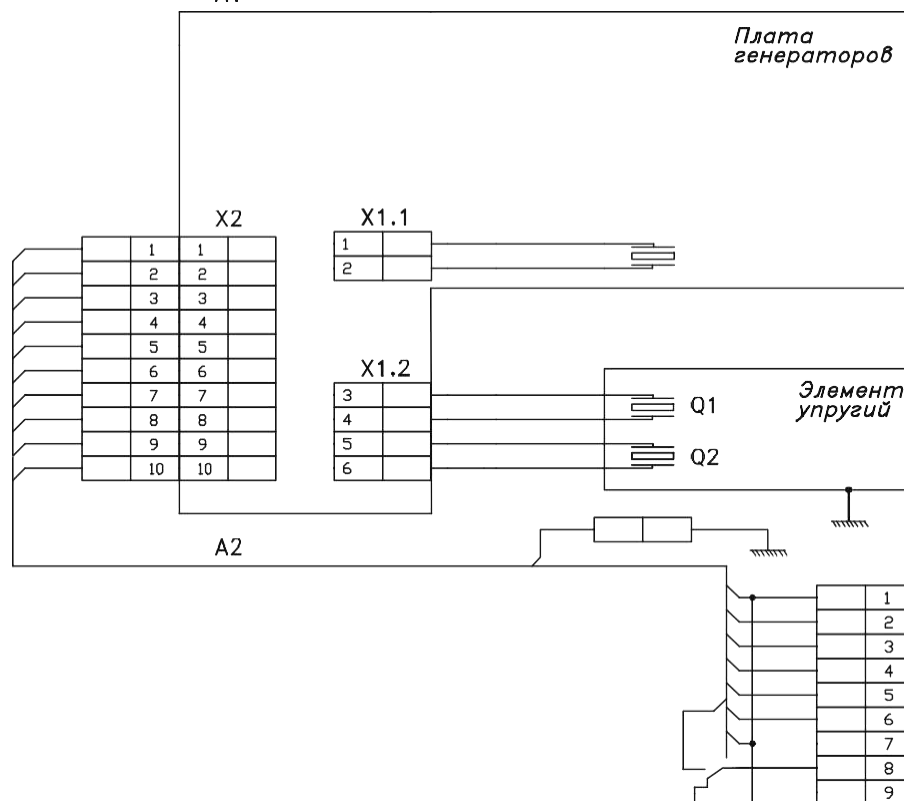 Плата
генераторов
X2
1 1
2 2
3 3
4 4
5 5
6 6
7 7
8 8
9 9
10 10
X1.1
1
2
X1.2
3
4
5
6
Q1
Q2
Элемент
упругий
A2
1
2
3
4
5
6
7
8
9